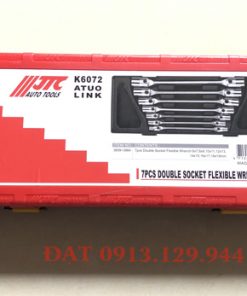 JTC
AUTO TOOLS
K6072
ATUO
LINK
7PCS DOUBLE SOCKET FLEXIBLE WR
ĐẠT 0913.129.944